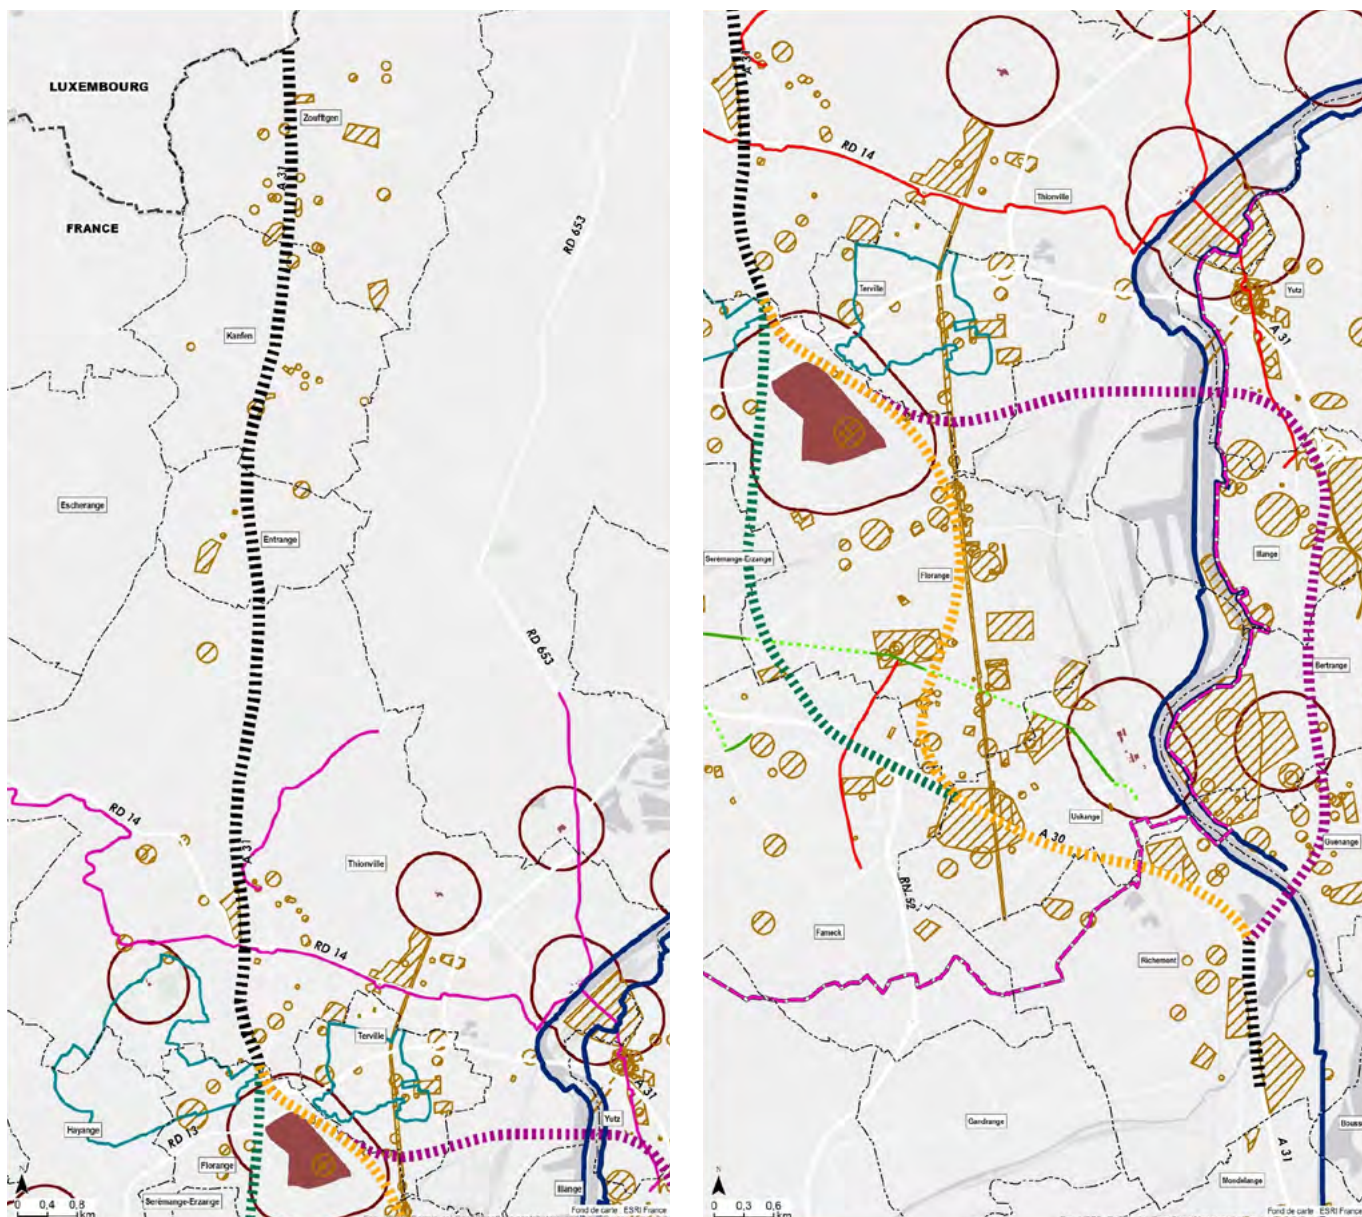 LUXEMBOURG
Zoufftgen
A 31
FRANCE
RD 653
Kanfen
Escherange
Entrange
RD 653
RD 14
A 31
Thionville
RD 14
Terville
A 31
Hayange
RD 13
Yutz
Florange
Illange
Serémange-Erzange
N
0 0,4 0,8
km
Fond de carte : ESRI France
RD 14
Thionville
Terville
Yutz
A 31
Serémange-Erzange
Florange
Illange
Bertrange
Uckange
A 30
Guénange
RN 52
Fameck
Richemont
Gandrange
Bouss
A 31
Mondelange
N
0 0,3 0,6
km
Fond de carte : ESRI France